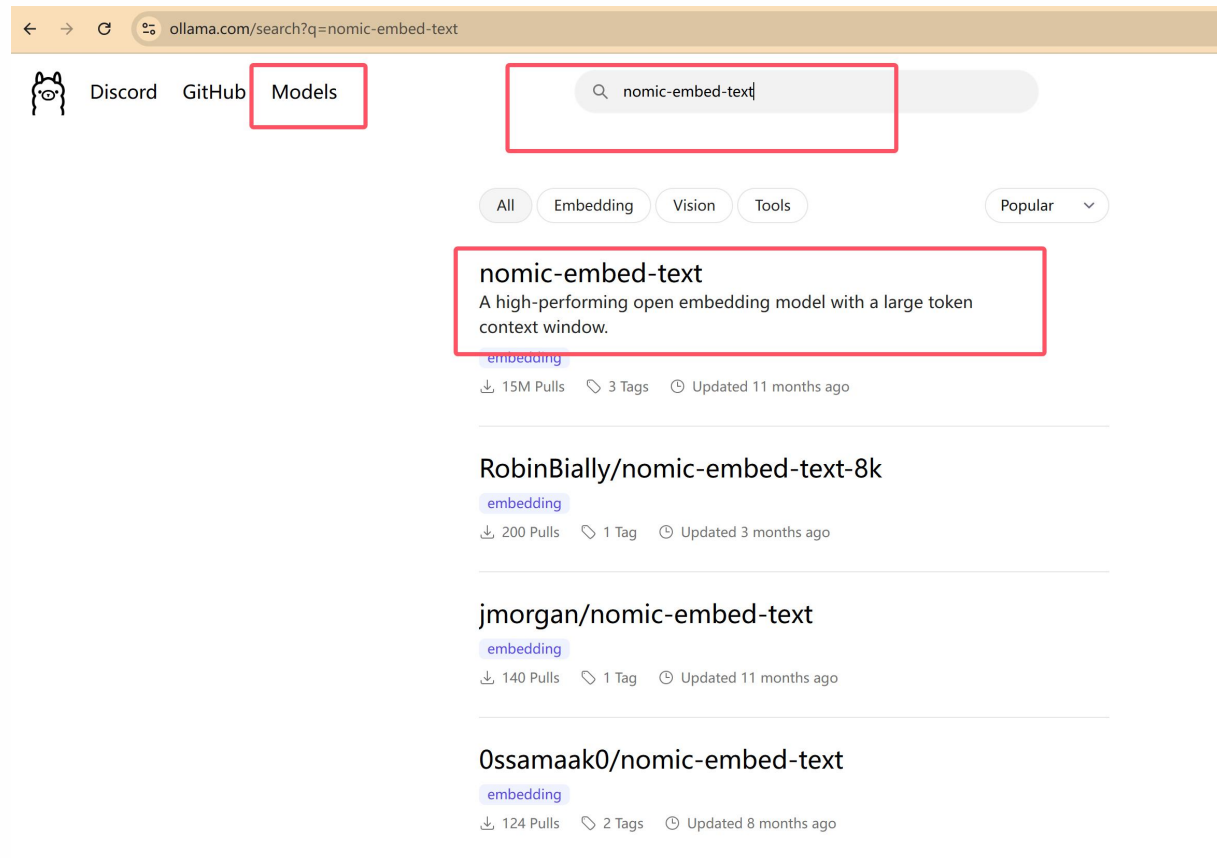 ollama.com/search?q=nomic-embed-text
Discord GitHub Models
nomic-embed-text
All Embedding Vision Tools Popular
nomic-embed-text
A high-performing open embedding model with a large token
context window.
embedding
15M Pulls 3 Tags Updated 11 months ago
RobinBially/nomic-embed-text-8k
embedding
200 Pulls 1 Tag Updated 3 months ago
jmorgan/nomic-embed-text
embedding
140 Pulls 1 Tag Updated 11 months ago
0ssamaak0/nomic-embed-text
embedding
124 Pulls 2 Tags Updated 8 months ago